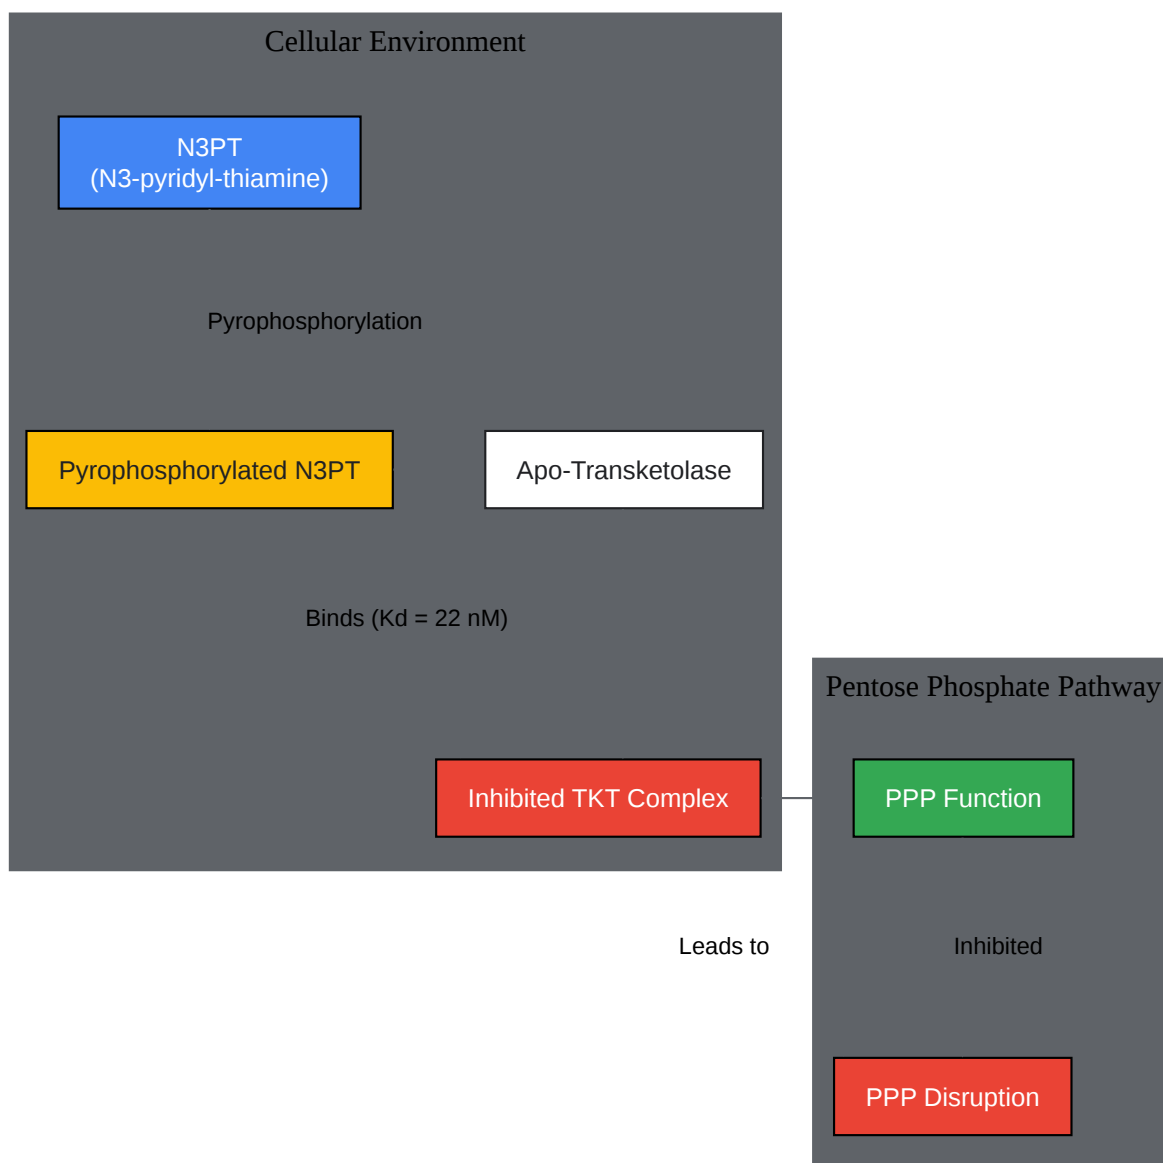 Cellular Environment
N3PT
(N3-pyridyl-thiamine)
Pyrophosphorylation
Pyrophosphorylated N3PT
Apo-Transketolase
Binds (Kd = 22 nM)
Pentose Phosphate Pathway
Inhibited TKT Complex
PPP Function
Leads to
Inhibited
PPP Disruption